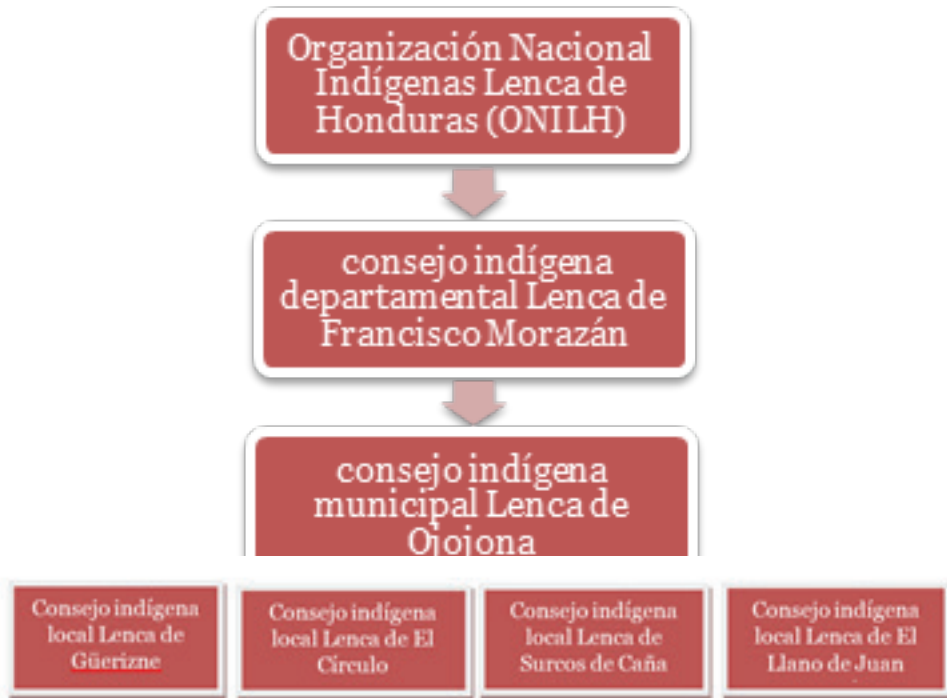 Organización Nacional
Indígenas Lenca de
Honduras (ONILH)
consejo indígena
departamental Lenca de
Francisco Morazán
consejo indígena
municipal Lenca de
Ojojona
Consejo indígena
local Lenca de
Güerizne
Consejo indígena
local Lenca de El
Círculo
Consejo indígena
local Lenca de
Surcos de Caña
Consejo indígena
local Lenca de El
Llano de Juan